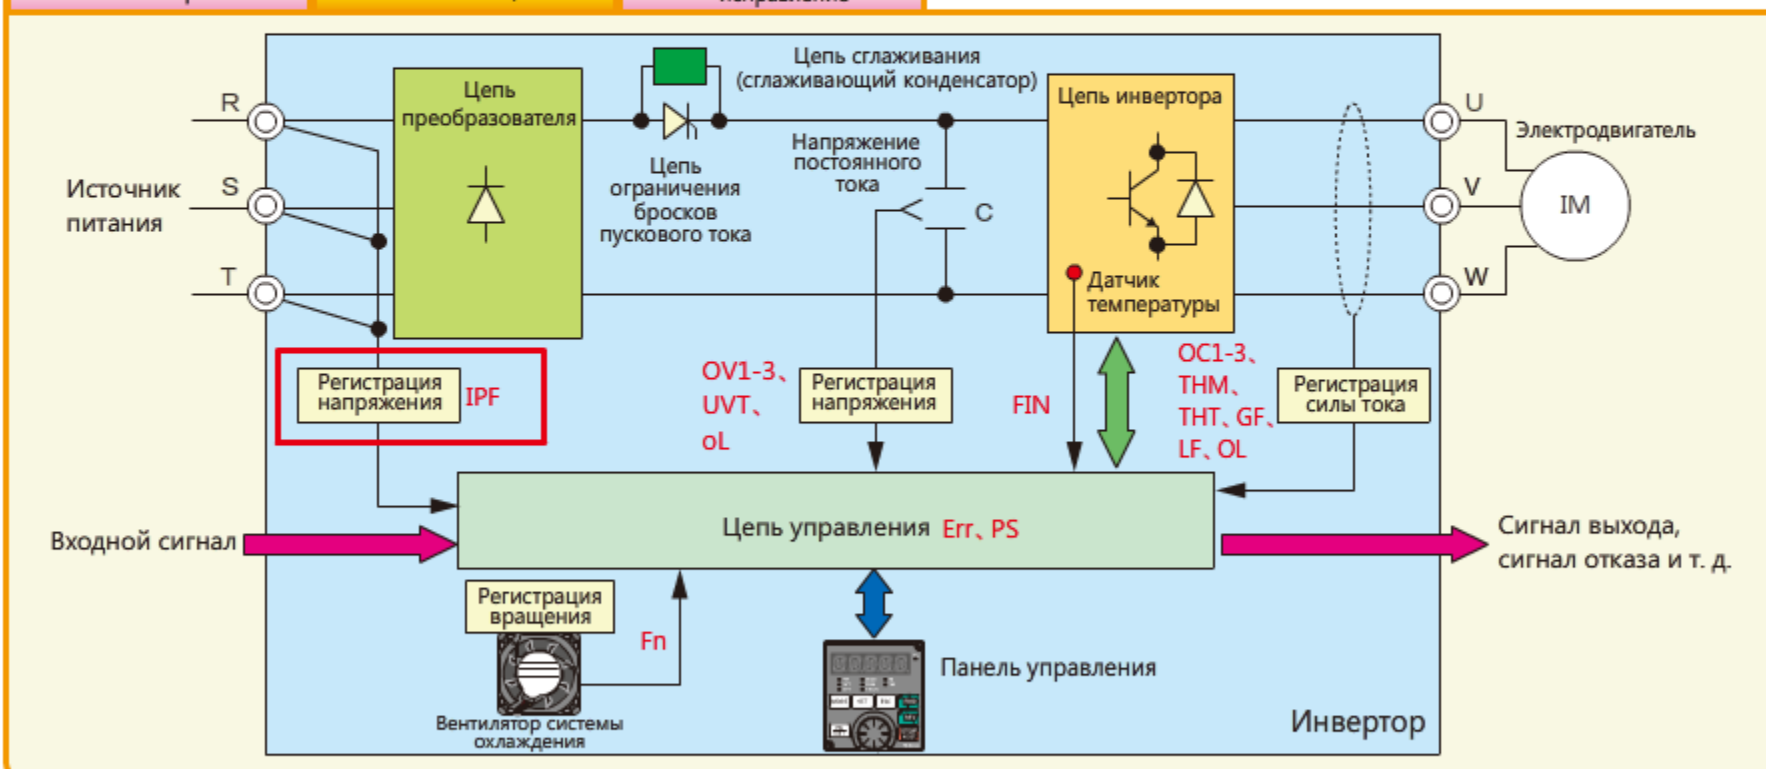 R
S
T
Источник
питания
Цепь
преобразователя
Цепь сглаживания
(сглаживающий конденсатор)
Цепь
ограничения
бросков
пускового тока
Напряжение
постоянного
тока
C
Цепь инвертора
Датчик
температуры
U
V
W
Электродвигатель
IM
Регистрация
напряжения
IPF
OV1-3、
UVT、
oL
Регистрация
напряжения
FIN
OC1-3、
THM、
THT、GF、
LF、OL
Регистрация
силы тока
Входной сигнал
Цепь управления Err、PS
Сигнал выхода,
сигнал отказа и т. д.
Регистрация
вращения
Fn
Вентилятор системы
охлаждения
Панель управления
Инвертор